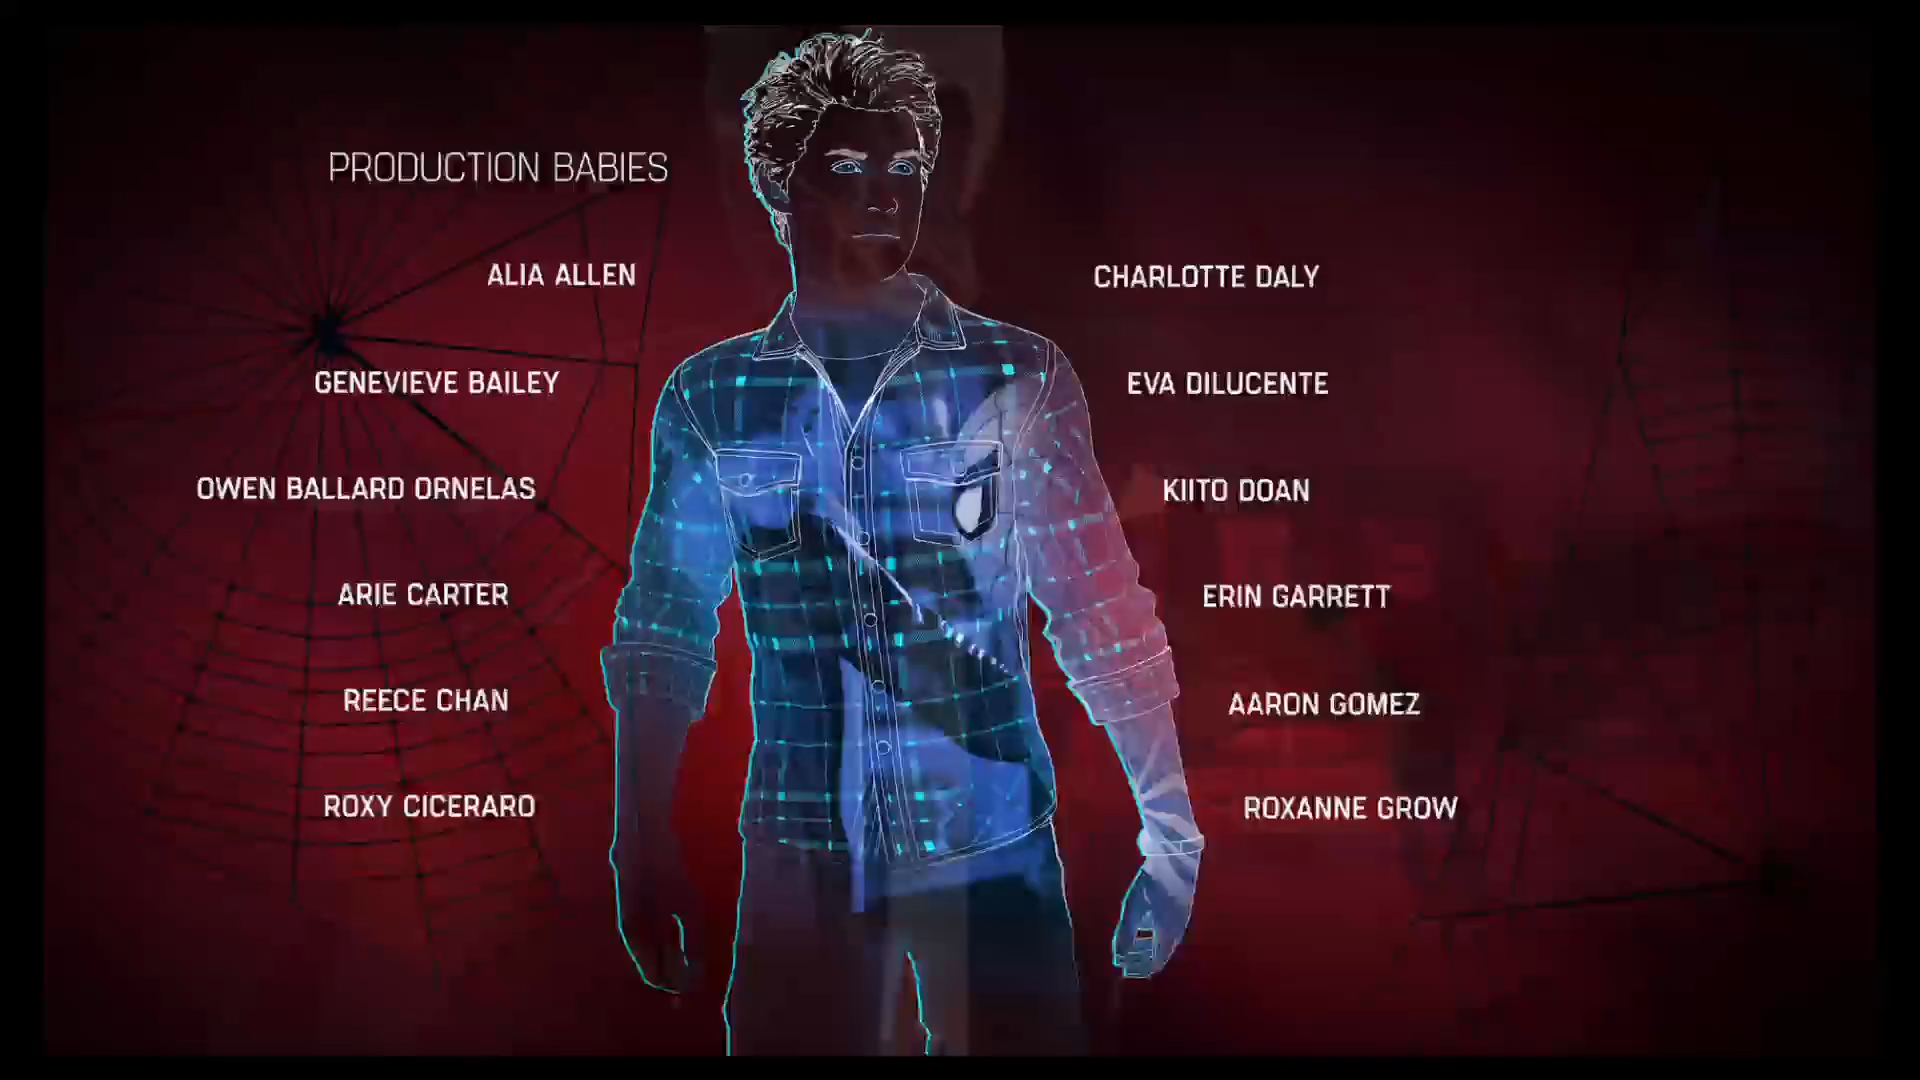 PRODUCTION BABIES
ALIA ALLEN
GENEVIEVE BAILEY
OWEN BALLARD ORNELAS
ARIE CARTER
REECE CHAN
ROXY CICERARO
CHARLOTTE DALY
EVA DILUCENTE
KIITO DOAN
ERIN GARRETT
AARON GOMEZ
ROXANNE GROW